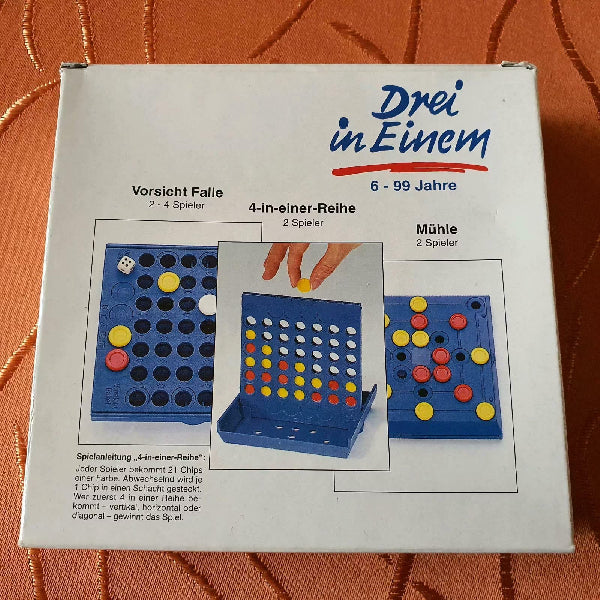 Drei
in Einem
6 - 99 Jahre
Vorsicht Falle
2 - 4 Spieler
4-in-einer-Reihe
2 Spieler
Mühle
2 Spieler
Spielanleitung „4-in-einer-Reihe“:
Jeder Spieler bekommt 21 Chips
einer Farbe. Abwechselnd wird je
1 Chip in einen Schacht gesteckt.
Wer zuerst 4 in einer Reihe be-
kommt – vertikal, horizontal oder
diagonal – gewinnt das Spiel.